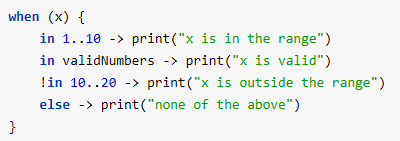 when (x) {
    in 1..10 -> print("x is in the range")
    in validNumbers -> print("x is valid")
    !in 10..20 -> print("x is outside the range")
    else -> print("none of the above")
}